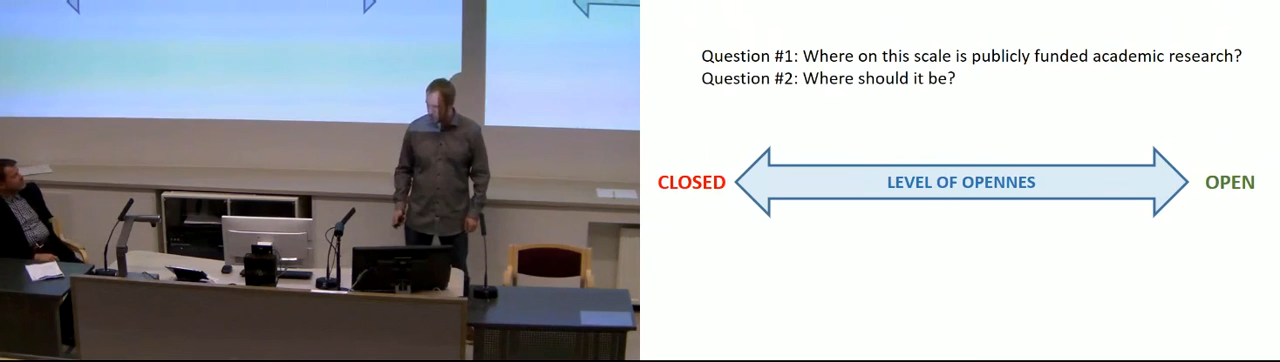 Question #1: Where on this scale is publicly funded academic research?
Question #2: Where should it be?
CLOSED
LEVEL OF OPENNES
OPEN